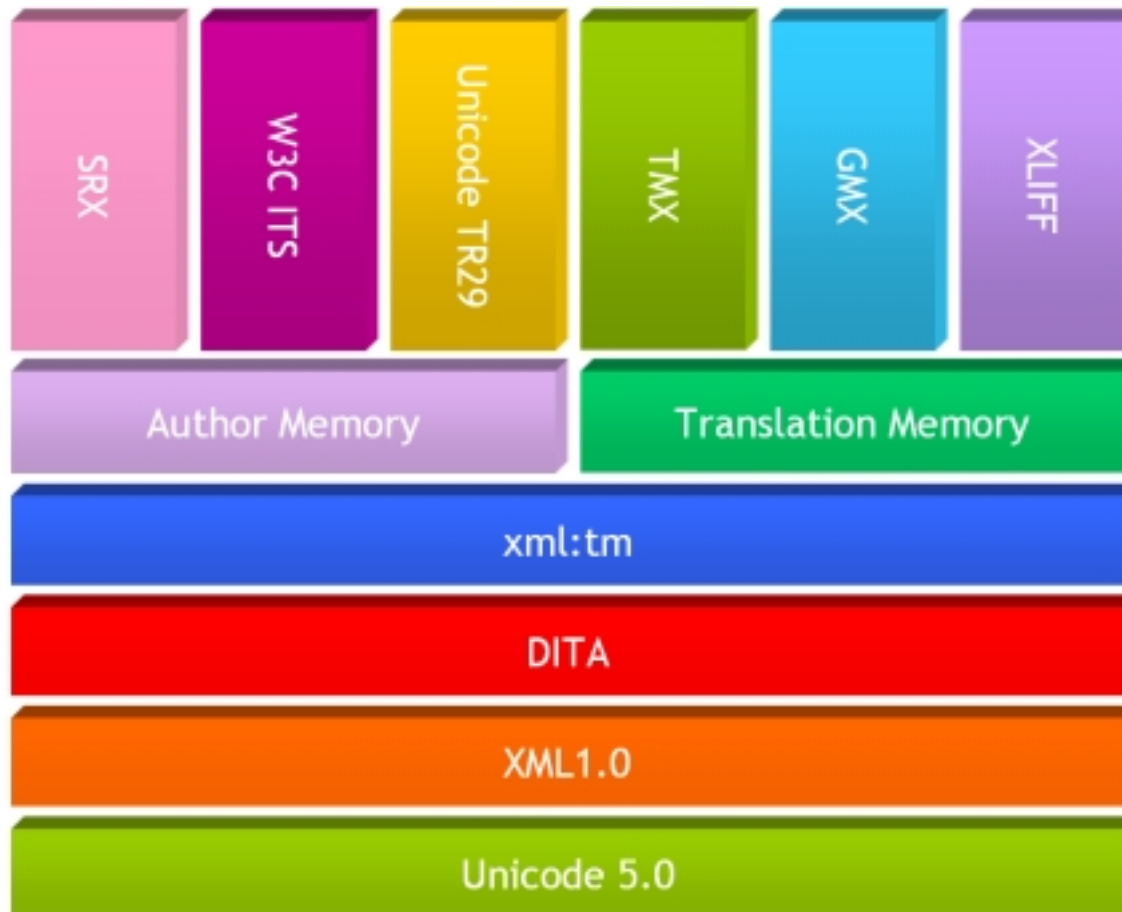 SRX
W3C ITS
Unicode TR29
TMX
GMX
XLIFF
Author Memory
Translation Memory
xml:tm
DITA
XML1.0
Unicode 5.0